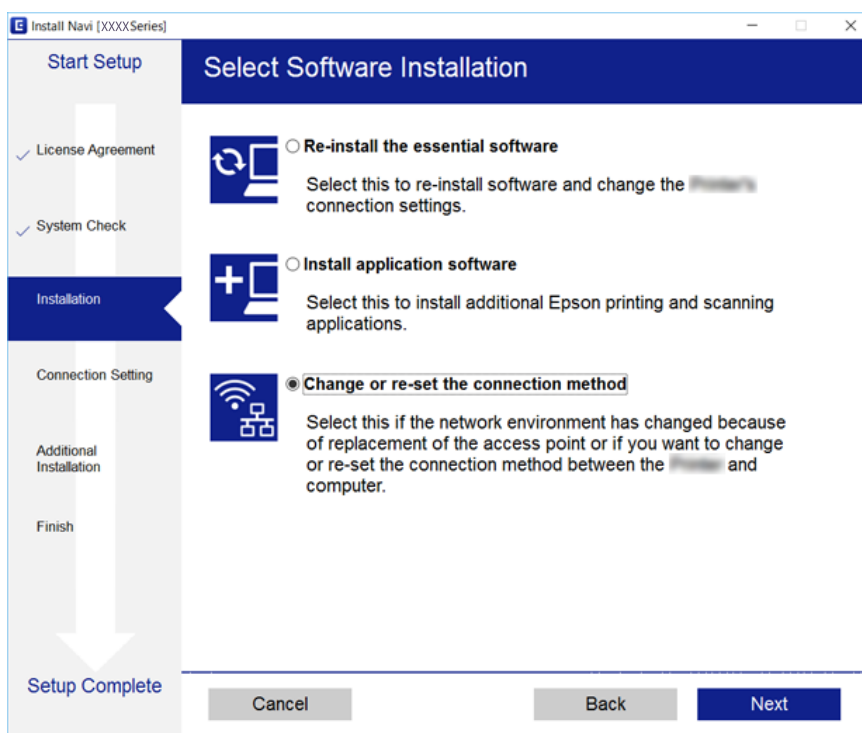 Install Navi [XXXXSeries]
Start Setup
License Agreement
System Check
Installation
Connection Setting
Additional
Installation
Finish
Setup Complete
Select Software Installation
Re-install the essential software
Select this to re-install software and change the
connection settings.
Install application software
Select this to install additional Epson printing and scanning
applications.
Change or re-set the connection method
Select this if the network environment has changed because
of replacement of the access point or if you want to change
or re-set the connection method between the and
computer.
Cancel
Back
Next